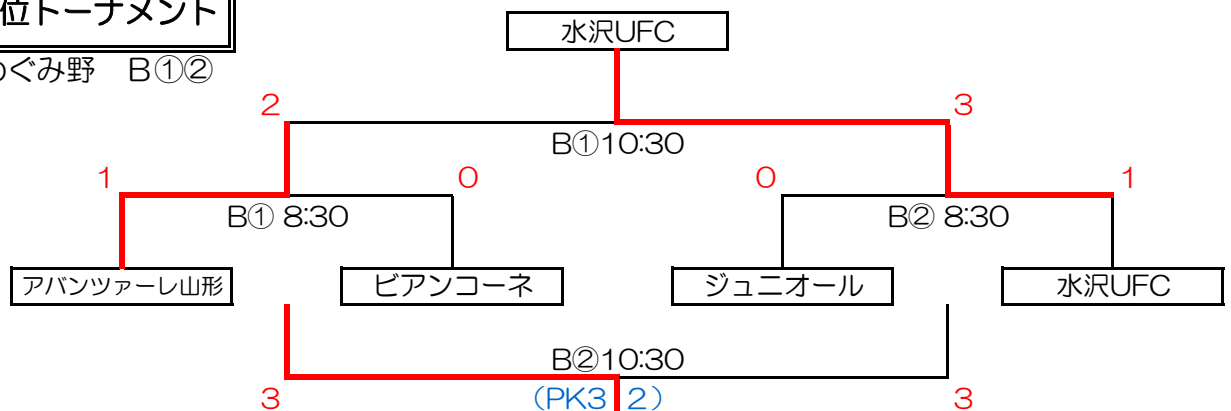 位トーナメント
水沢UFC
ぐみ野 B①②
2 3
B①10:30
1 0 0 1
B① 8:30 B② 8:30
アバンツァーレ山形 ビアンコーネ ジュニオール 水沢UFC
B②10:30
3 (PK3 2) 3